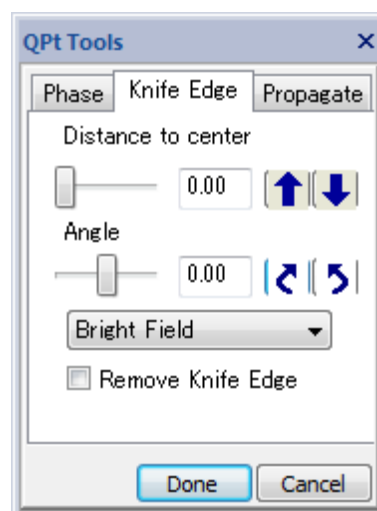 QPt Tools
Phase Knife Edge Propagate
Distance to center
0.00
Angle
0.00
Bright Field
Remove Knife Edge
Done Cancel